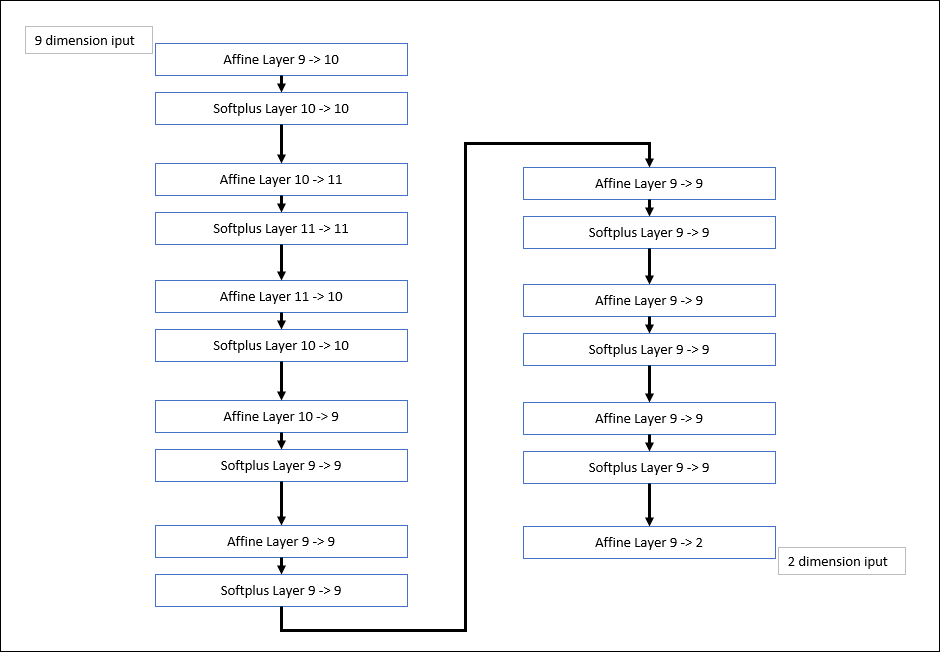 9 dimension iput
Affine Layer 9 -> 10
Softplus Layer 10 -> 10
Affine Layer 10 -> 11
Softplus Layer 11 -> 11
Affine Layer 11 -> 10
Softplus Layer 10 -> 10
Affine Layer 10 -> 9
Softplus Layer 9 -> 9
Affine Layer 9 -> 9
Softplus Layer 9 -> 9
Affine Layer 9 -> 9
Softplus Layer 9 -> 9
Affine Layer 9 -> 9
Softplus Layer 9 -> 9
Affine Layer 9 -> 9
Softplus Layer 9 -> 9
Affine Layer 9 -> 2
2 dimension iput